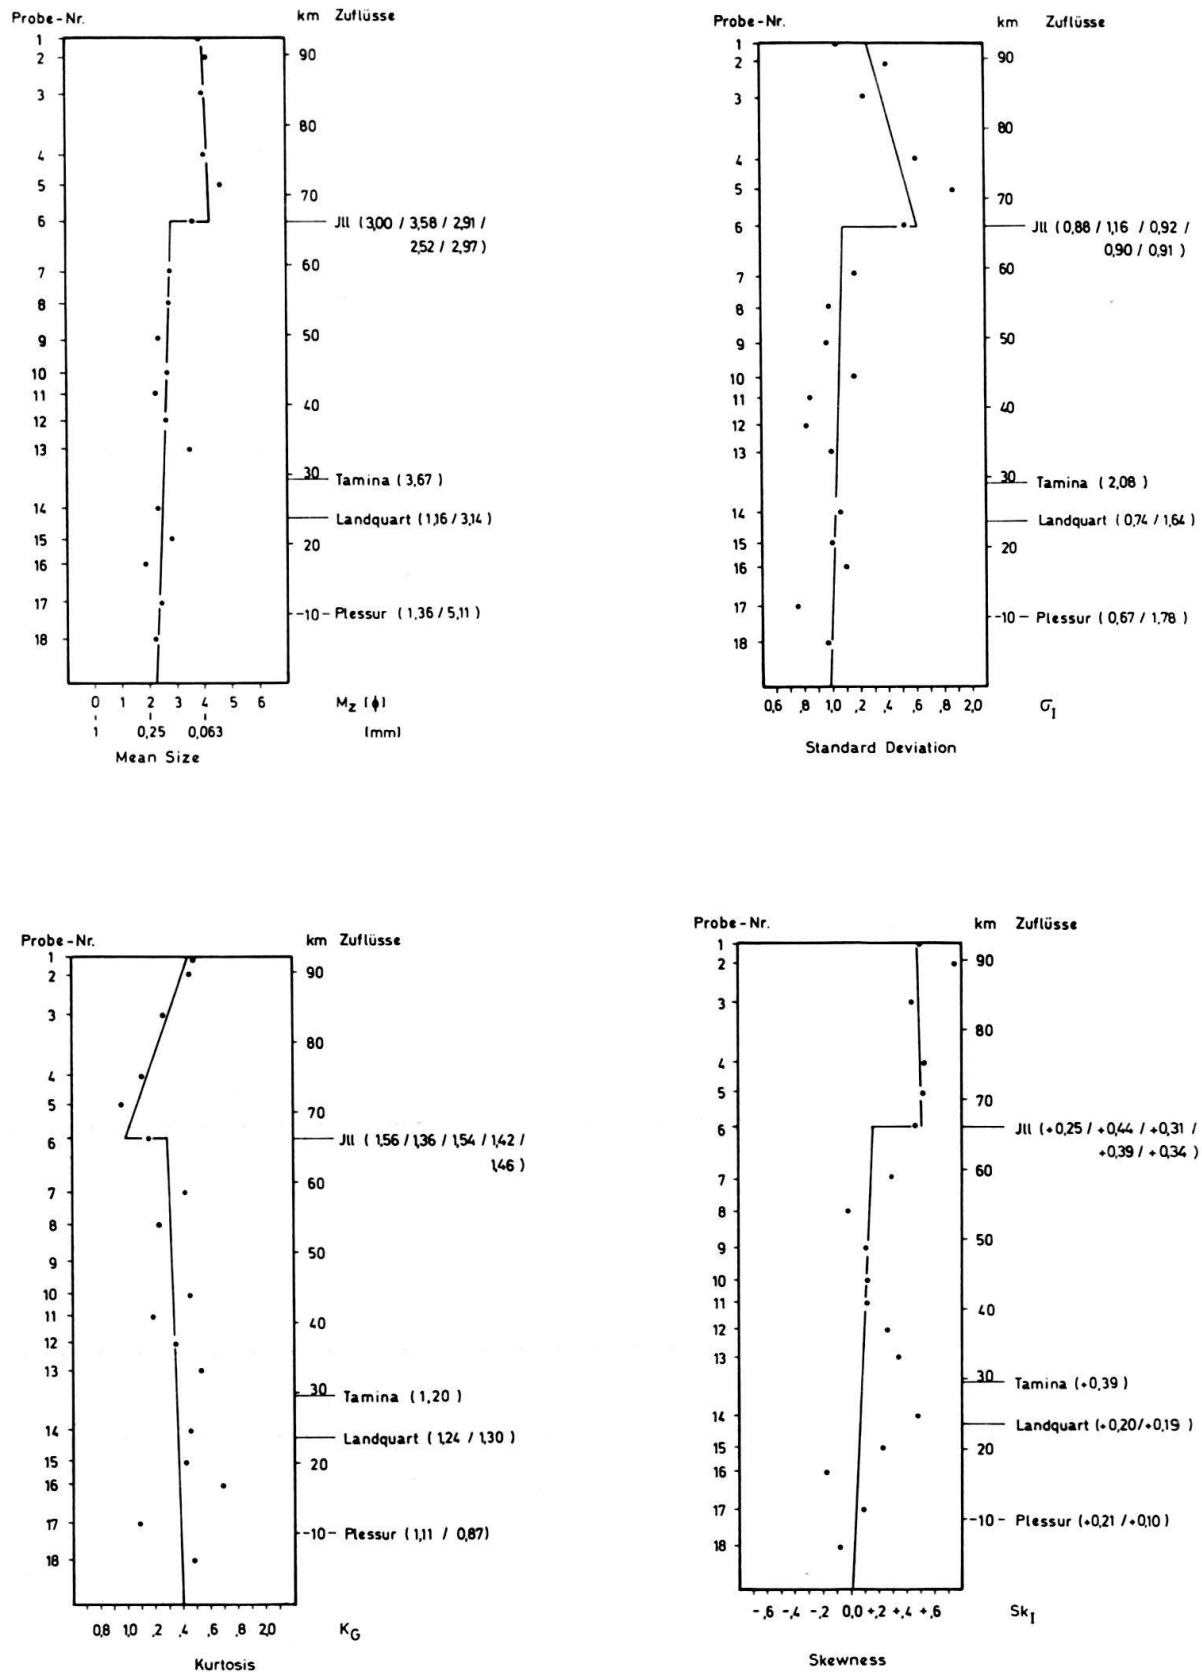 Probe-Nr.
km Zuflüsse
1
2
90
3
80
4
5
70
6
Jll (3,00 / 3,58 / 2,91 /
2,52 / 2,97)
60
7
8
9
50
10
11
40
12
13
30
Tamina (3,67)
14
Landquart (1,16/3,14)
15
20
16
17
-10- Plessur (1,36 / 5,11)
18
0 1 2 3 4 5 6 Mz [ϕ]
1 0,25 0,063 [mm]
Mean Size
Probe-Nr.
km Zuflüsse
1
2
90
3
80
4
5
70
6
Jll (0,88 / 1,16 / 0,92 /
0,90 / 0,91)
60
7
8
9
50
10
11
40
12
13
30
Tamina (2,08)
14
Landquart (0,74 / 1,64)
15
20
16
17
-10- Plessur (0,67 / 1,78)
18
0,6 ,8 1,0 ,2 ,4 ,6 ,8 2,0 σI
Standard Deviation
Probe-Nr.
km Zuflüsse
1
2
90
3
80
4
5
70
6
Jll (1,56 / 1,36 / 1,54 / 1,42 /
1,46)
60
7
8
9
50
10
11
40
12
13
30
Tamina (1,20)
14
Landquart (1,24 / 1,30)
15
20
16
17
-10- Plessur (1,11 / 0,87)
18
0,8 1,0 ,2 ,4 ,6 ,8 2,0 KG
Kurtosis
Probe-Nr.
km Zuflüsse
1
2
90
3
80
4
5
70
6
Jll (+0,25 / +0,44 / +0,31 /
+0,39 / +0,34)
60
7
8
9
50
10
11
40
12
13
30
Tamina (+0,39)
14
Landquart (+0,20/+0,19)
15
20
16
17
-10- Plessur (+0,21 /+0,10)
18
-,6 -,4 -,2 0,0 +,2 +,4 +,6 SkI
Skewness